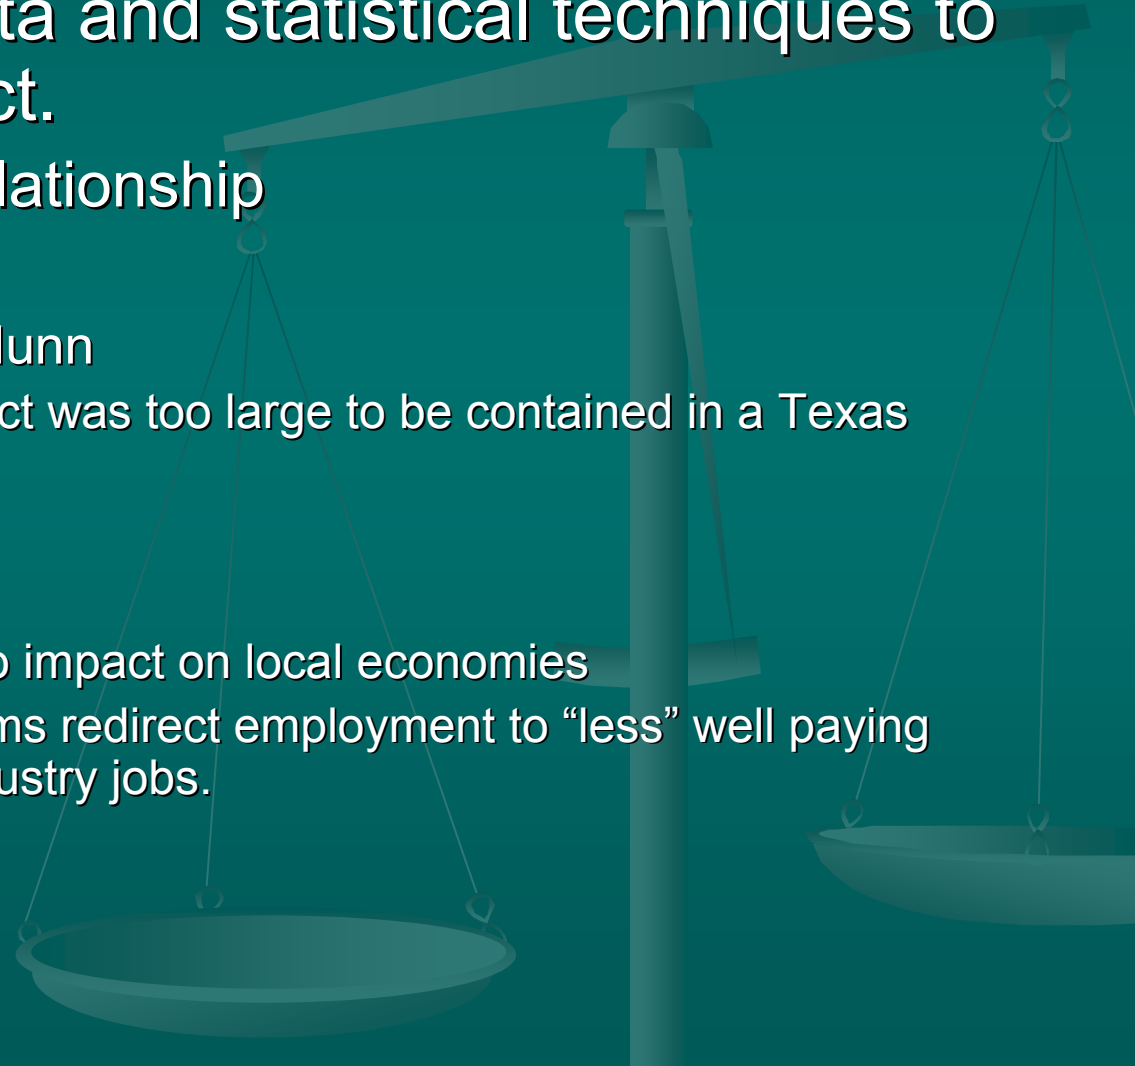 ta and statistical techniques to
ct.
lationship
lunn
ct was too large to be contained in a Texas
o impact on local economies
ms redirect employment to “less” well paying
ustry jobs.